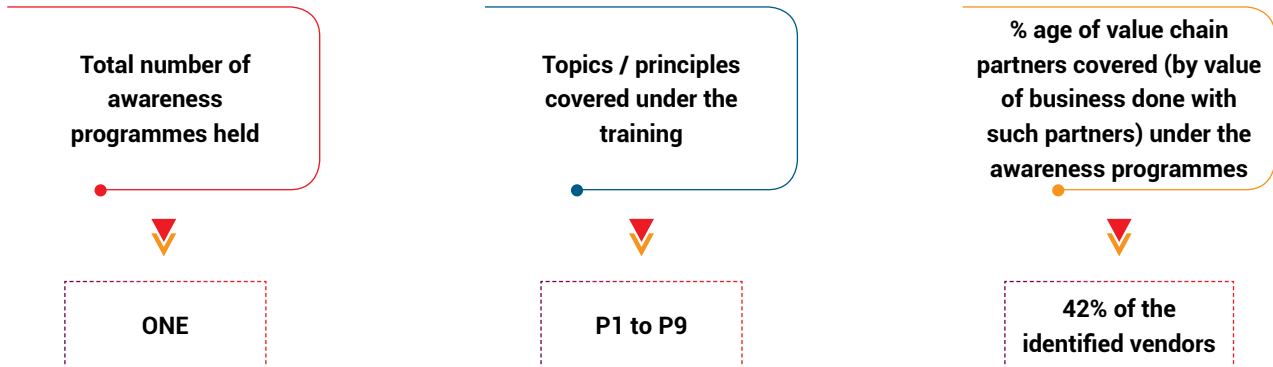 Total number of
awareness
programmes held
ONE
Topics / principles
covered under the
training
P1 to P9
% age of value chain
partners covered (by value
of business done with
such partners) under the
awareness programmes
42% of the
identified vendors